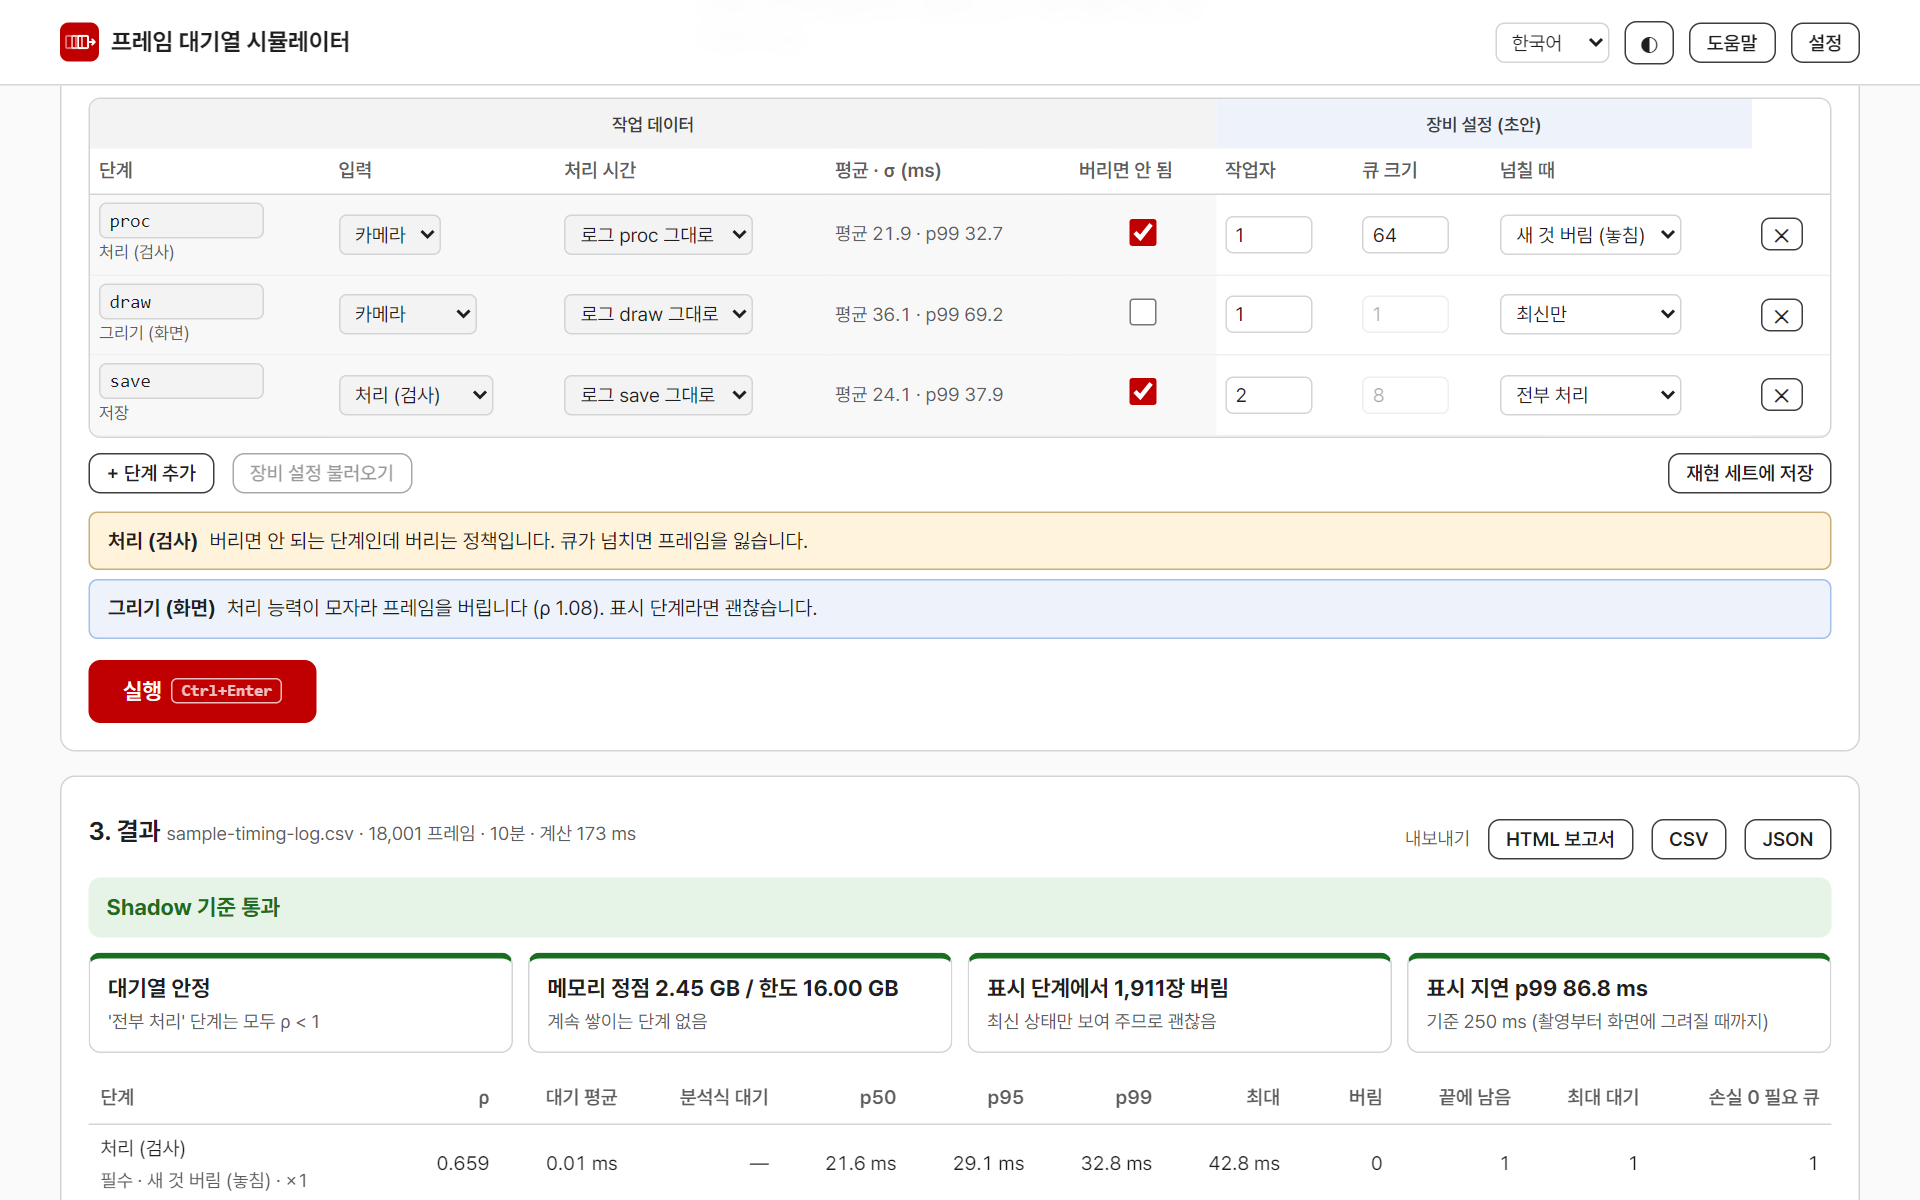 프레임 대기열 시뮬레이터
한국어
도움말
설정
작업 데이터
장비 설정 (초안)
단계 입력 처리 시간 평균 · σ (ms) 버리면 안 됨 작업자 큐 크기 넘칠 때
proc 카메라 로그 proc 그대로 평균 21.9 · p99 32.7 1 64 새 것 버림 (놓침) ×
처리 (검사)
draw 카메라 로그 draw 그대로 평균 36.1 · p99 69.2 1 1 최신만 ×
그리기 (화면)
save 처리 (검사) 로그 save 그대로 평균 24.1 · p99 37.9 2 8 전부 처리 ×
저장
+ 단계 추가 장비 설정 불러오기 재현 세트에 저장
처리 (검사) 버리면 안 되는 단계인데 버리는 정책입니다. 큐가 넘치면 프레임을 잃습니다.
그리기 (화면) 처리 능력이 모자라 프레임을 버립니다 (ρ 1.08). 표시 단계라면 괜찮습니다.
실행 Ctrl+Enter
3. 결과 sample-timing-log.csv · 18,001 프레임 · 10분 · 계산 173 ms
내보내기 HTML 보고서 CSV JSON
Shadow 기준 통과
대기열 안정
'전부 처리' 단계는 모두 ρ < 1
메모리 정점 2.45 GB / 한도 16.00 GB
계속 쌓이는 단계 없음
표시 단계에서 1,911장 버림
최신 상태만 보여 주므로 괜찮음
표시 지연 p99 86.8 ms
기준 250 ms (촬영부터 화면에 그려질 때까지)
단계 ρ 대기 평균 분석식 대기 p50 p95 p99 최대 버림 끝에 남음 최대 대기 손실 0 필요 큐
처리 (검사) 0.659 0.01 ms — 21.6 ms 29.1 ms 32.8 ms 42.8 ms 0 1 1 1
필수 · 새 것 버림 (놓침) · ×1